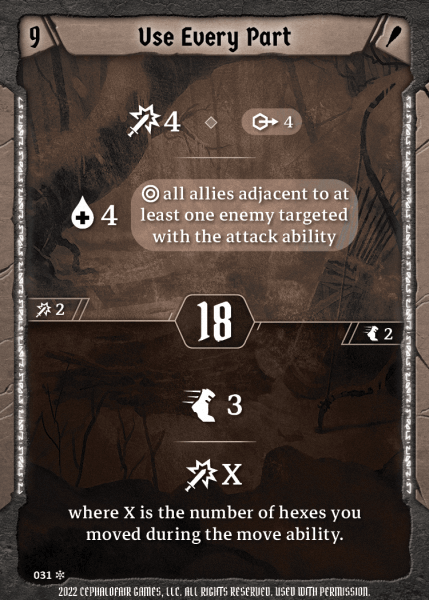 9
Use Every Part
4
4
4
all allies adjacent to at
least one enemy targeted
with the attack ability
2
18
2
3
X
where X is the number of hexes you
moved during the move ability.
031
2022 CEPHALOFAIR GAMES, LLC. ALL RIGHTS RESERVED. USED WITH PERMISSION.